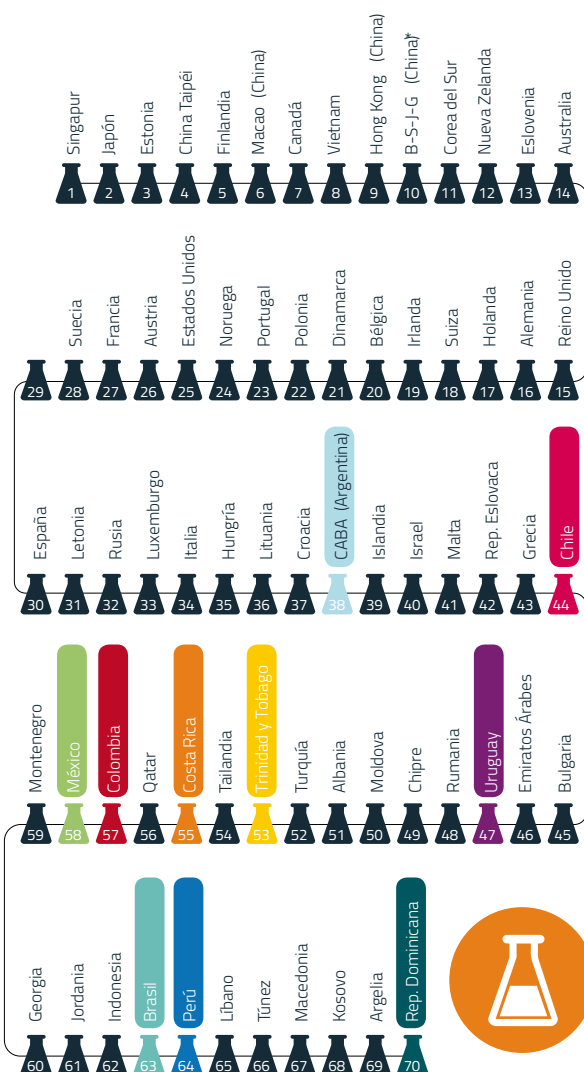 1 Singapur
2 Japón
3 Estonia
4 China Taipéi
5 Finlandia
6 Macao (China)
7 Canadá
8 Vietnam
9 Hong Kong (China)
10 B-S-J-G (China)*
11 Corea del Sur
12 Nueva Zelanda
13 Eslovenia
14 Australia
15 Reino Unido
16 Alemania
17 Holanda
18 Suiza
19 Irlanda
20 Bélgica
21 Dinamarca
22 Polonia
23 Portugal
24 Noruega
25 Estados Unidos
26 Austria
27 Francia
28 Suecia
29
30 España
31 Letonia
32 Rusia
33 Luxemburgo
34 Italia
35 Hungría
36 Lituania
37 Croacia
38 CABA (Argentina)
39 Islandia
40 Israel
41 Malta
42 Rep. Eslovaca
43 Grecia
44 Chile
45 Bulgaria
46 Emiratos Árabes
47 Uruguay
48 Rumania
49 Chipre
50 Moldova
51 Albania
52 Turquía
53 Trinidad y Tobago
54 Tailandia
55 Costa Rica
56 Qatar
57 Colombia
58 México
59 Montenegro
60 Georgia
61 Jordania
62 Indonesia
63 Brasil
64 Perú
65 Líbano
66 Túnez
67 Macedonia
68 Kosovo
69 Argelia
70 Rep. Dominicana